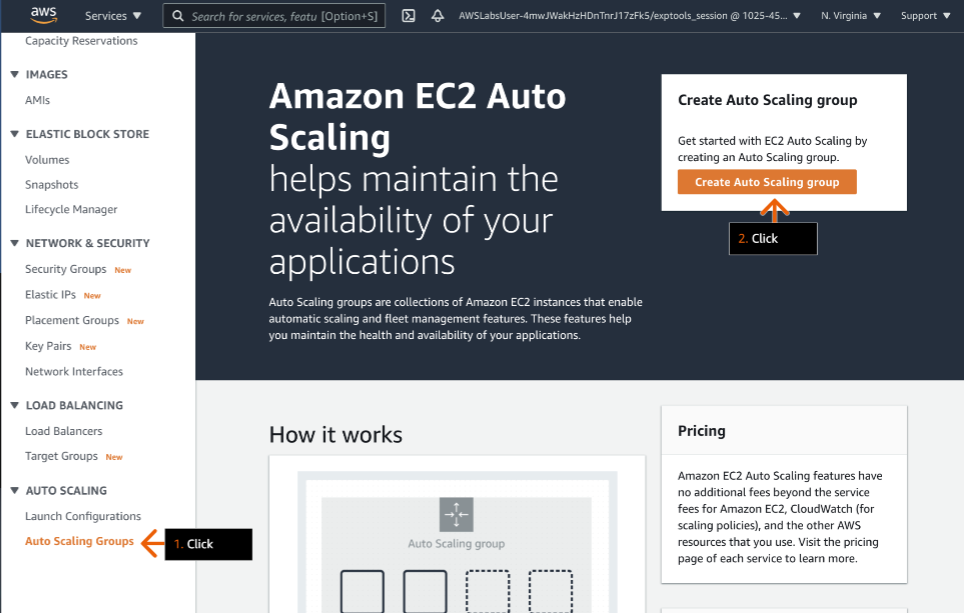 aws
Services ▼
Search for services, featu [Option+S]
AWSLabsUser-4mwJWakHzHDnTnrJ17zFk5/exptools_session @ 1025-45... ▼
N. Virginia ▼
Support ▼
Capacity Reservations
▼ IMAGES
AMIs
▼ ELASTIC BLOCK STORE
Volumes
Snapshots
Lifecycle Manager
▼ NETWORK & SECURITY
Security Groups New
Elastic IPs New
Placement Groups New
Key Pairs New
Network Interfaces
▼ LOAD BALANCING
Load Balancers
Target Groups New
▼ AUTO SCALING
Launch Configurations
Auto Scaling Groups
1. Click
Amazon EC2 Auto
Scaling
helps maintain the
availability of your
applications
Auto Scaling groups are collections of Amazon EC2 instances that enable
automatic scaling and fleet management features. These features help
you maintain the health and availability of your applications.
Create Auto Scaling group
Get started with EC2 Auto Scaling by
creating an Auto Scaling group.
Create Auto Scaling group
2. Click
How it works
Auto Scaling group
Pricing
Amazon EC2 Auto Scaling features have
no additional fees beyond the service
fees for Amazon EC2, CloudWatch (for
scaling policies), and the other AWS
resources that you use. Visit the pricing
page of each service to learn more.